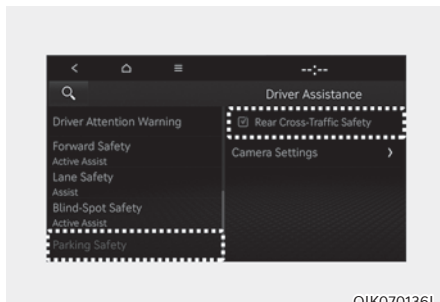 --:--
Driver Assistance
Driver Attention Warning
Forward Safety
Active Assist
Lane Safety
Assist
Blind-Spot Safety
Active Assist
Parking Safety
Rear Cross-Traffic Safety
Camera Settings